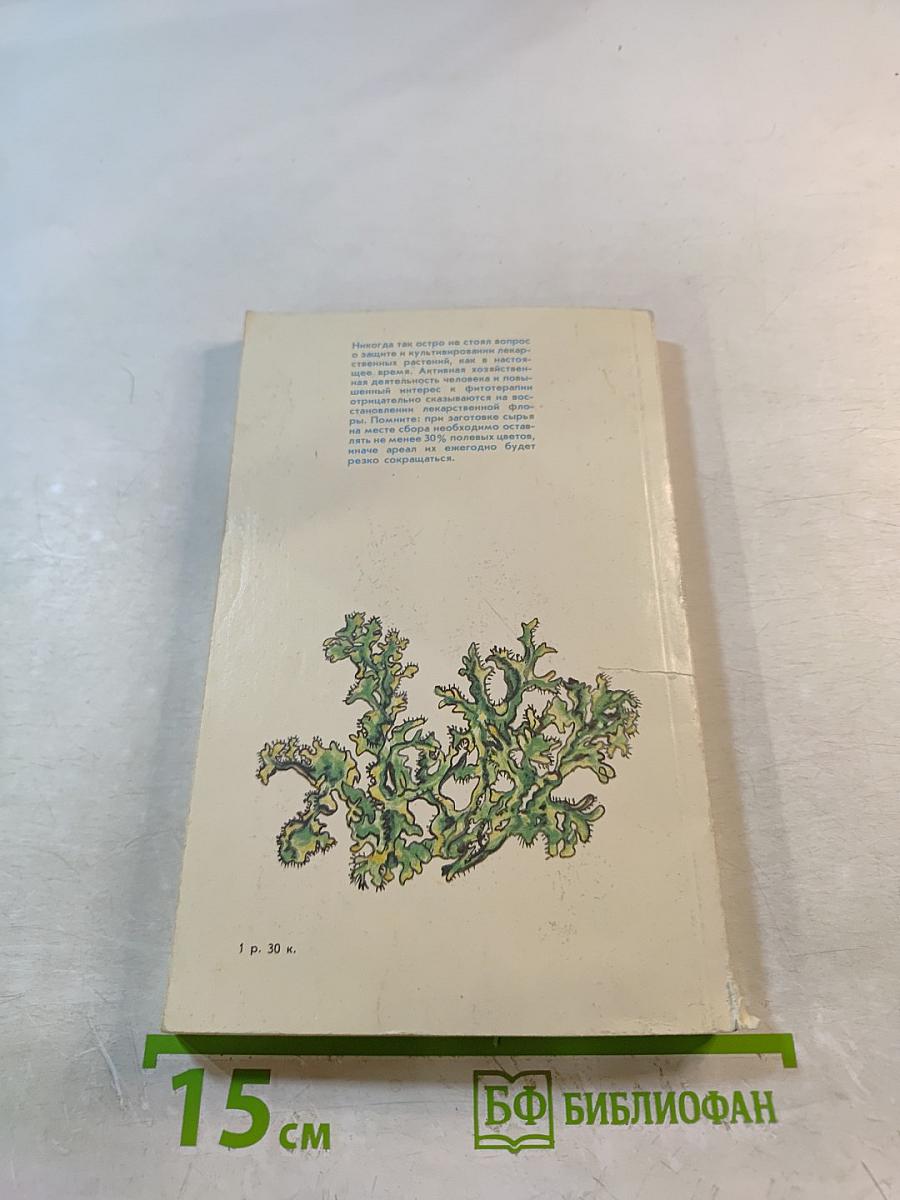 Никогда так остро не стоял вопрос
о защите и культивировании лекар-
ственных растений, как в настоя-
щее время. Активная хозяйствен-
ная деятельность человека и повы-
шенный интерес к фитотерапии
отрицательно сказываются на вос-
становлении лекарственной фло-
ры. Помните: при заготовке сырья
на месте сбора необходимо остав-
лять не менее 30% полевых цветов,
иначе ареал их ежегодно будет
резко сокращаться.
1 р. 30 к.
15 см
БФ БИБЛИОФАН